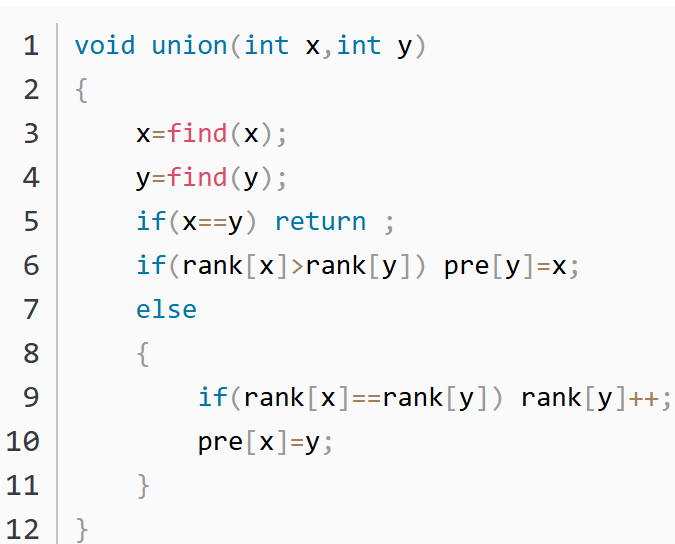 1 void union(int x,int y)
2 {
3     x=find(x);
4     y=find(y);
5     if(x==y) return ;
6     if(rank[x]>rank[y]) pre[y]=x;
7     else
8     {
9         if(rank[x]==rank[y]) rank[y]++;
10         pre[x]=y;
11     }
12 }